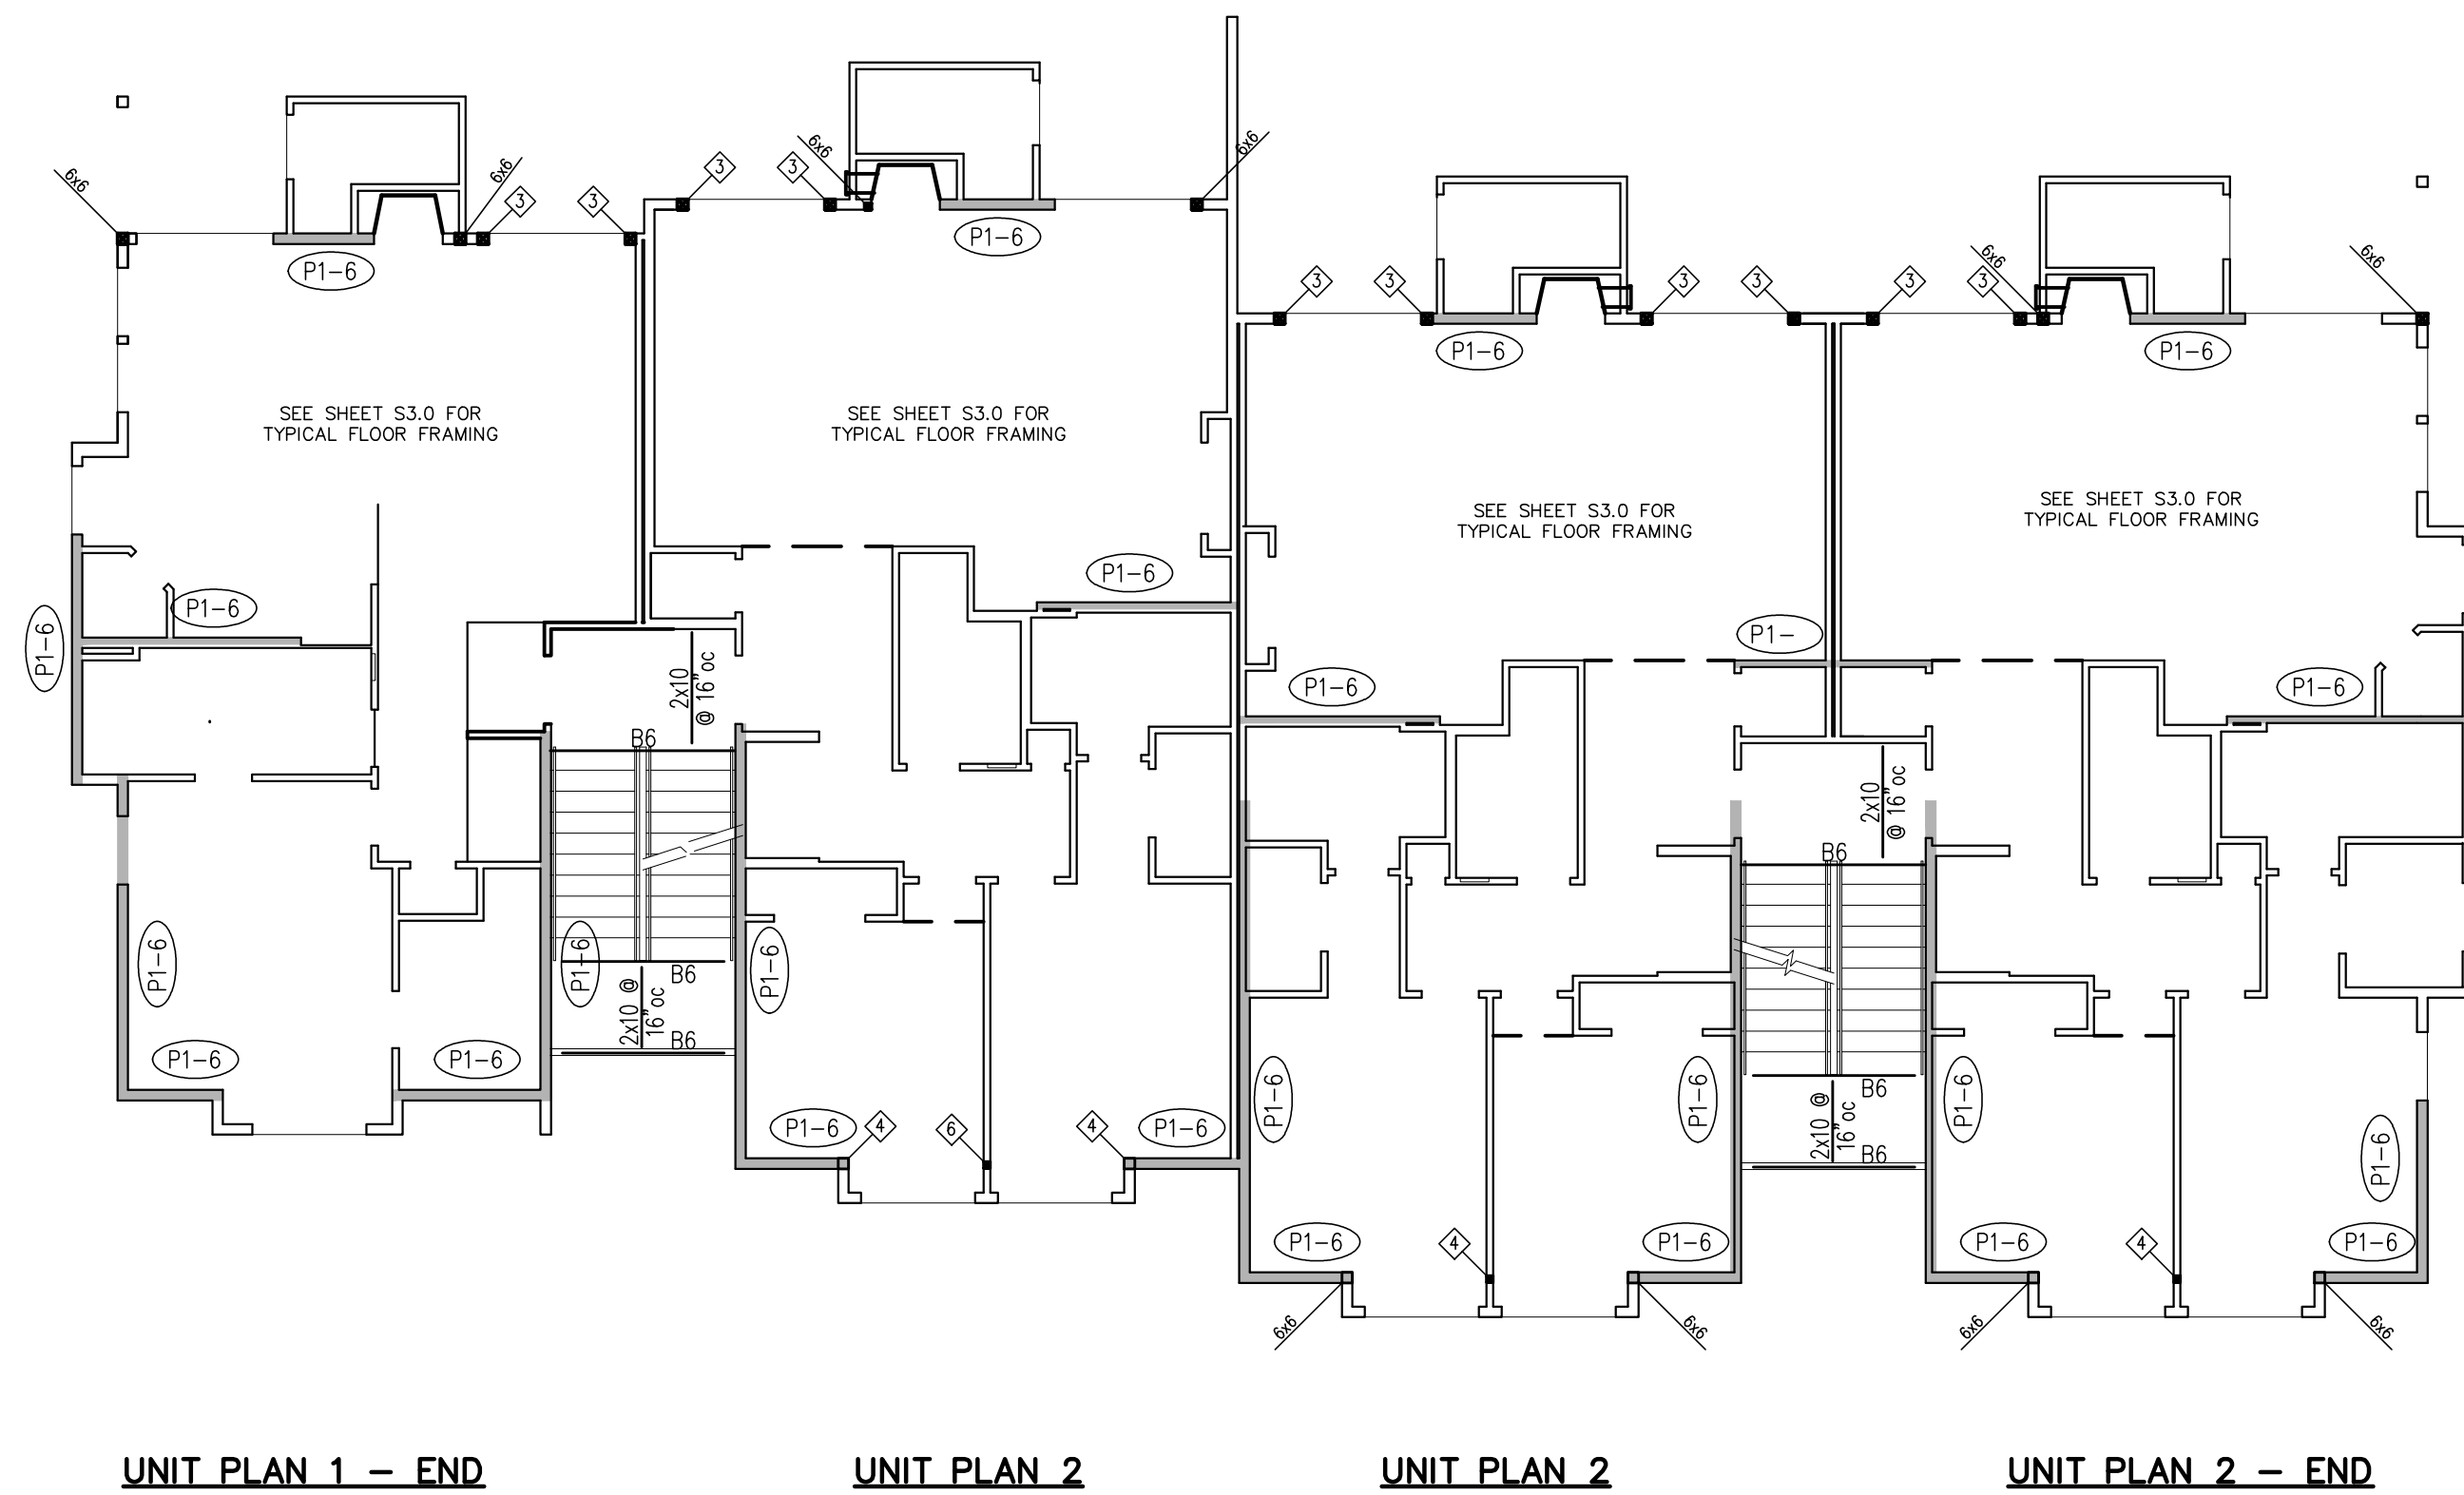 6x6
6x6
3
3
3
3
6x6
6x6
3
3
3
3
3
3
6x6
6x6
P1-6
P1-6
P1-6
P1-6
SEE SHEET S3.0 FOR
TYPICAL FLOOR FRAMING
SEE SHEET S3.0 FOR
TYPICAL FLOOR FRAMING
SEE SHEET S3.0 FOR
TYPICAL FLOOR FRAMING
SEE SHEET S3.0 FOR
TYPICAL FLOOR FRAMING
P1-6
P1-6
P1-6
P1-
P1-6
P1-6
2x10
@ 16" oc
2x10
@ 16" oc
B6
B6
P1-6
P1-6
P1-6
B6
2x10 @
16" oc
B6
P1-6
P1-6
P1-6
P1-6
P1-6
B6
2x10 @
16" oc
B6
P1-6
P1-6
4
6
4
P1-6
P1-6
P1-6
4
P1-6
P1-6
4
P1-6
6x6
6x6
6x6
6x6
UNIT PLAN 1 - END
UNIT PLAN 2
UNIT PLAN 2
UNIT PLAN 2 - END